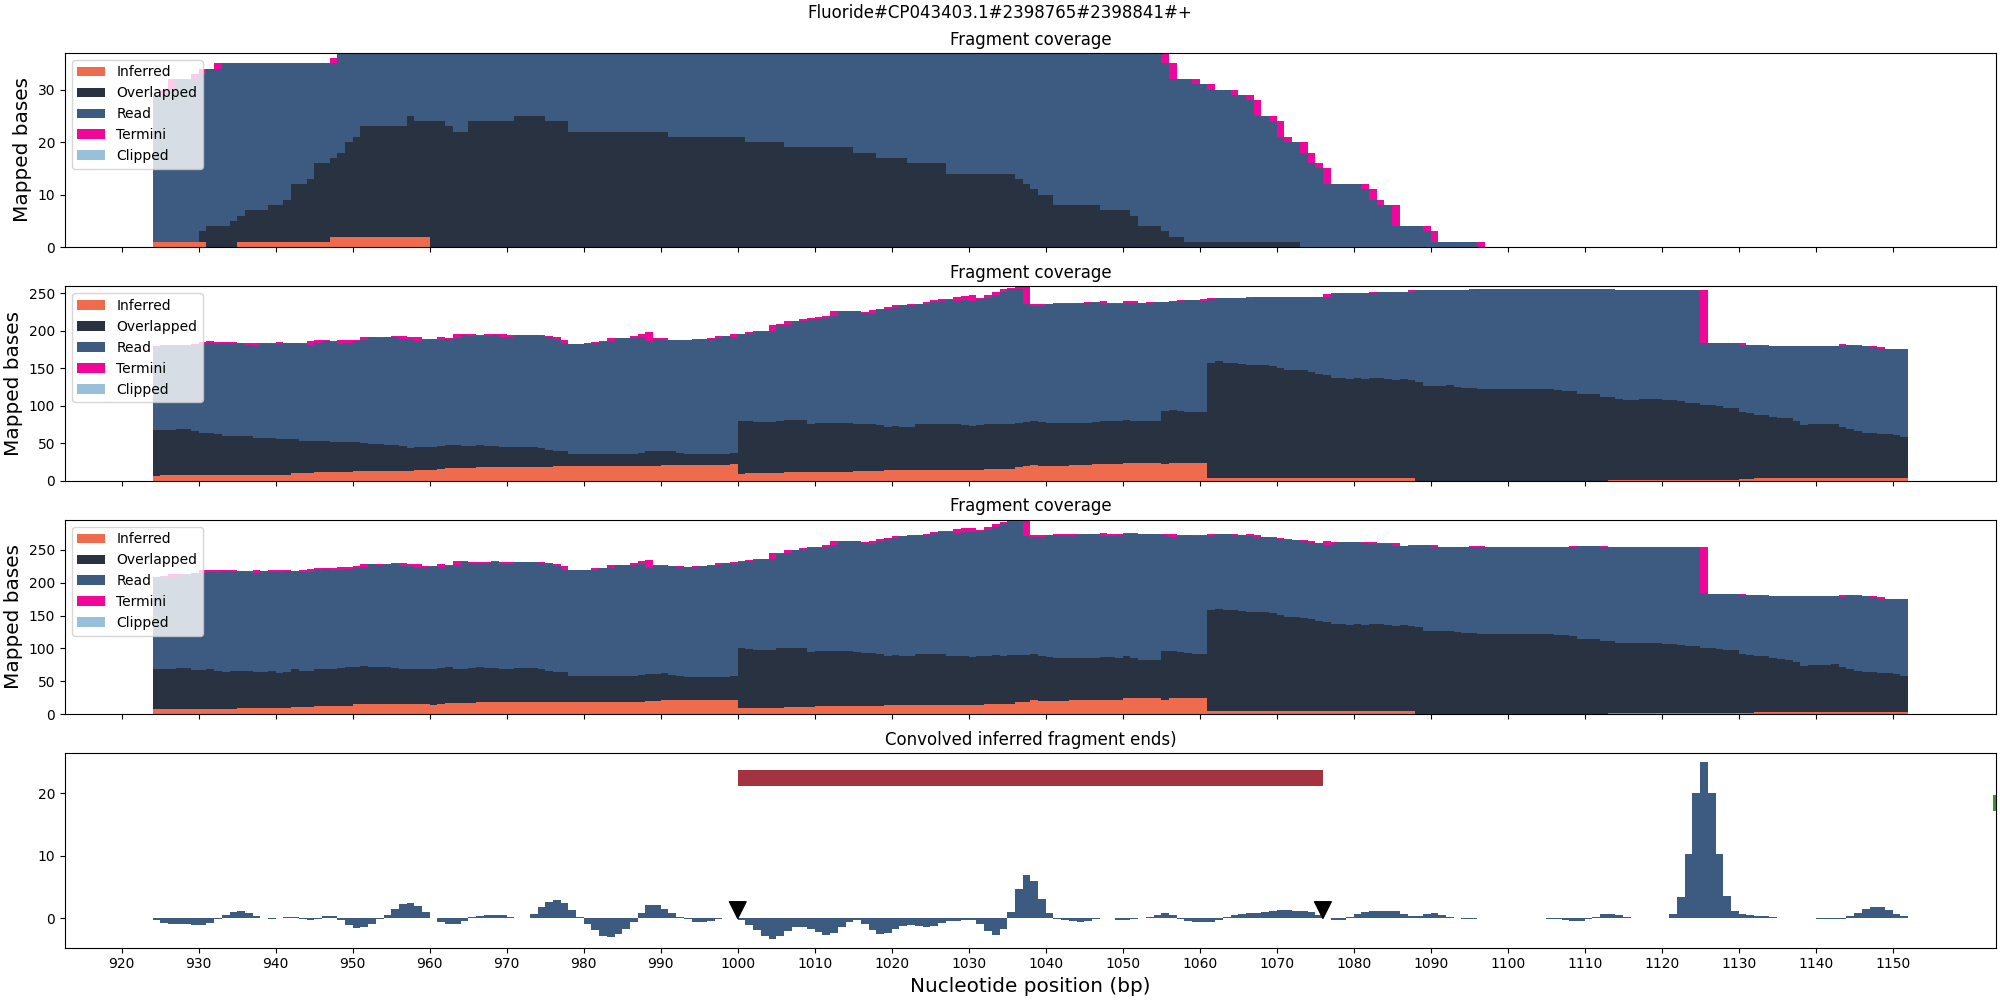 Fluoride#CP043403.1#2398765#2398841#+
Fragment coverage
Mapped bases
30
20
10
0
Inferred
Overlapped
Read
Termini
Clipped
Fragment coverage
Mapped bases
250
200
150
100
50
0
Inferred
Overlapped
Read
Termini
Clipped
Fragment coverage
Mapped bases
250
200
150
100
50
0
Inferred
Overlapped
Read
Termini
Clipped
Convolved inferred fragment ends)
20
10
0
920 930 940 950 960 970 980 990 1000 1010 1020 1030 1040 1050 1060 1070 1080 1090 1100 1110 1120 1130 1140 1150
Nucleotide position (bp)